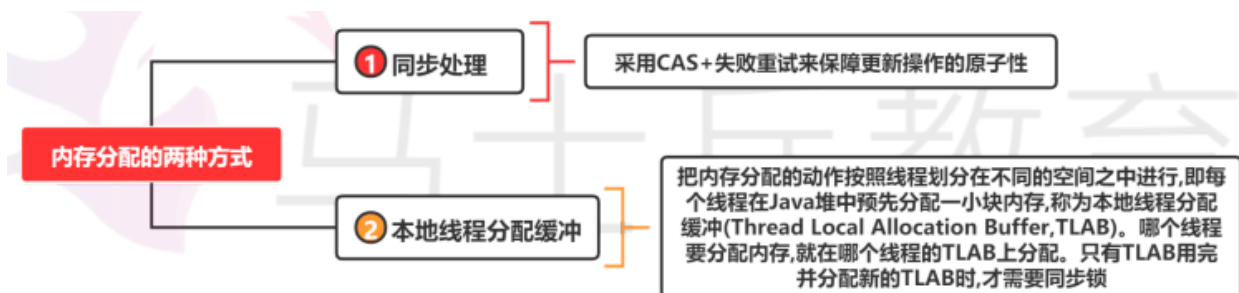 内存分配的两种方式
1 同步处理
采用CAS+失败重试来保障更新操作的原子性
2 本地线程分配缓冲
把内存分配的动作按照线程划分在不同的空间之中进行,即每
个线程在Java堆中预先分配一小块内存,称为本地线程分配
缓冲(Thread Local Allocation Buffer,TLAB)。哪个线程
要分配内存,就在哪个线程的TLAB上分配。只有TLAB用完
并分配新的TLAB时,才需要同步锁
马士兵教育